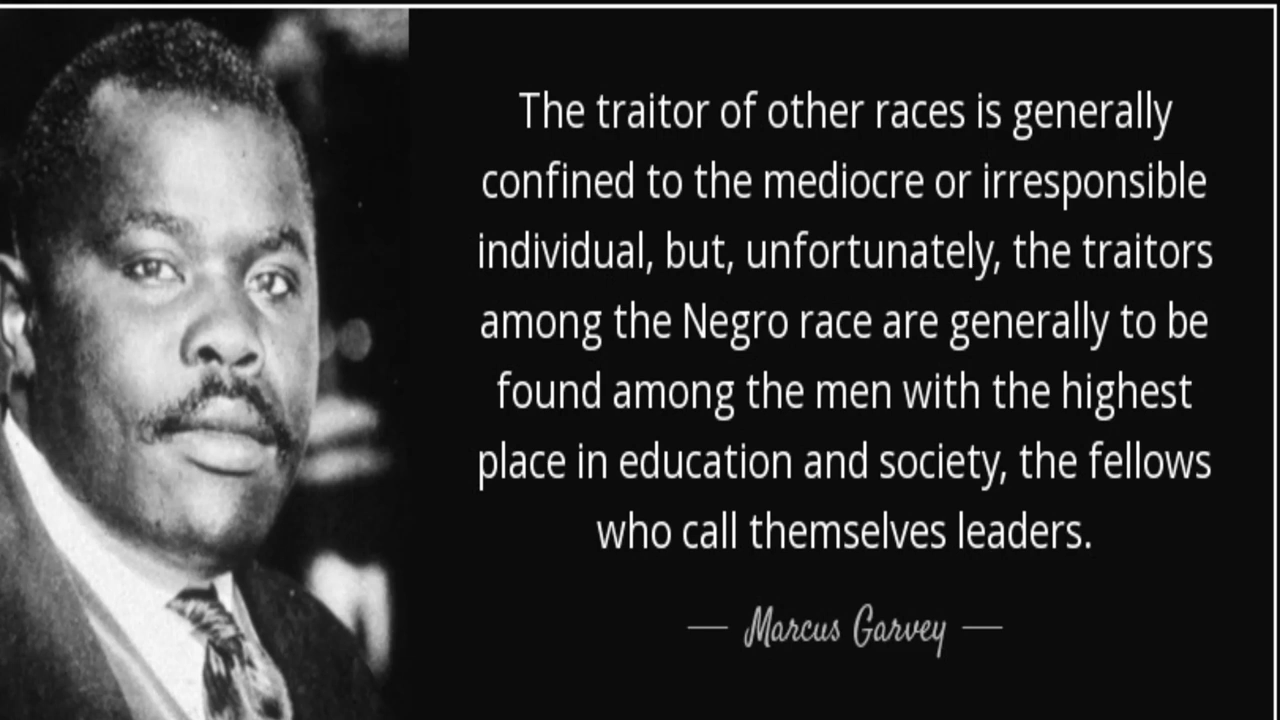 The traitor of other races is generally
confined to the mediocre or irresponsible
individual, but, unfortunately, the traitors
among the Negro race are generally to be
found among the men with the highest
place in education and society, the fellows
who call themselves leaders.
— Marcus Garvey —